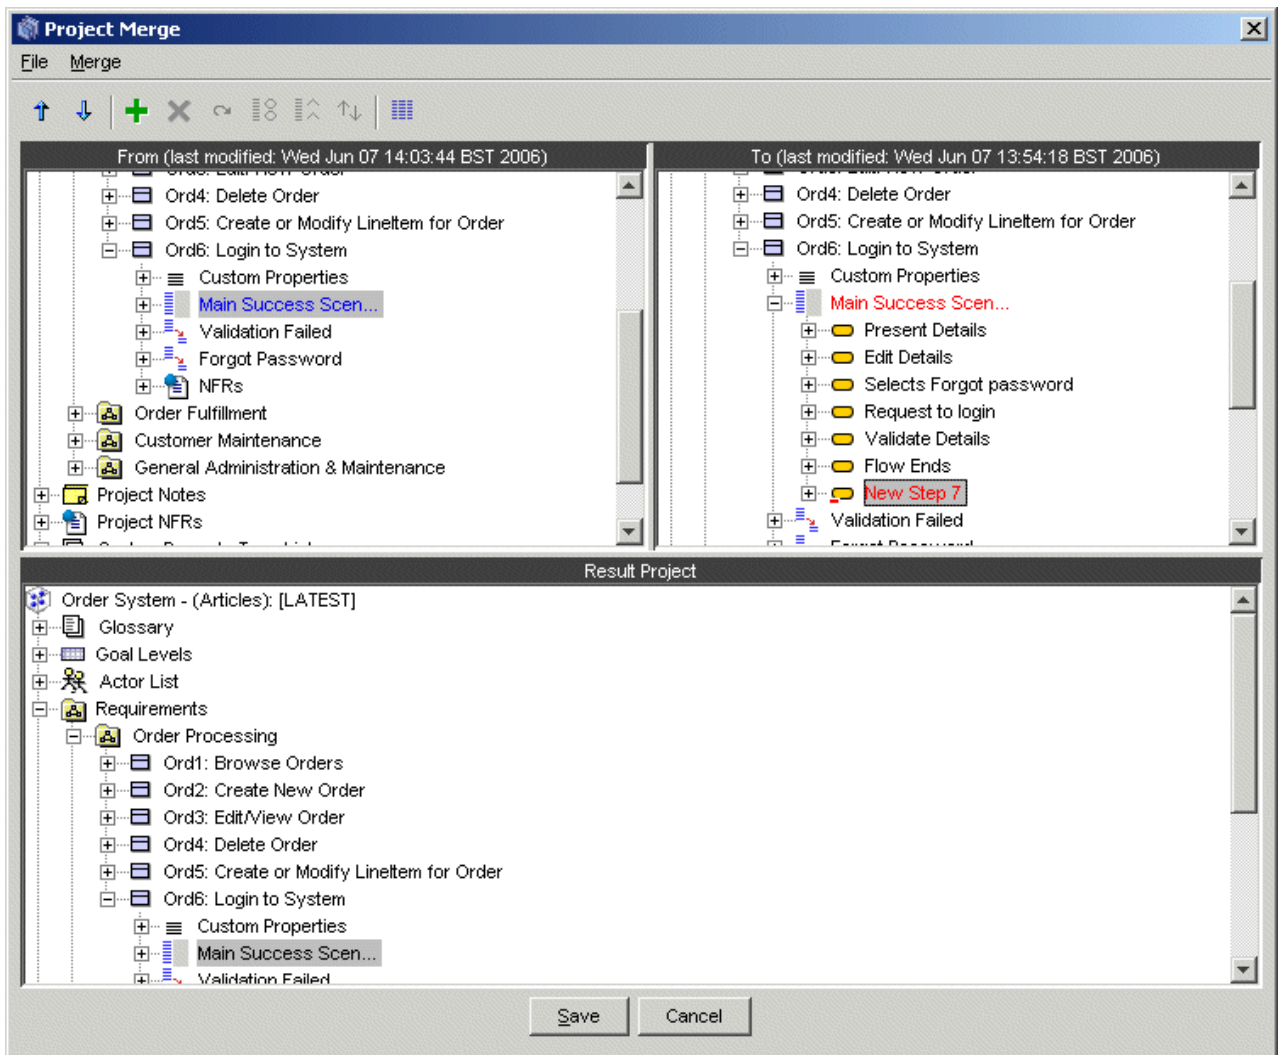 Project Merge
File Merge
From (last modified: Wed Jun 07 14:03:44 BST 2006)
Ord4: Delete Order
Ord5: Create or Modify LineItem for Order
Ord6: Login to System
Custom Properties
Main Success Scen...
Validation Failed
Forgot Password
NFRs
Order Fulfillment
Customer Maintenance
General Administration & Maintenance
Project Notes
Project NFRs
To (last modified: Wed Jun 07 13:54:18 BST 2006)
Ord4: Delete Order
Ord5: Create or Modify LineItem for Order
Ord6: Login to System
Custom Properties
Main Success Scen...
Present Details
Edit Details
Selects Forgot password
Request to login
Validate Details
Flow Ends
New Step 7
Validation Failed
Forgot Password
Result Project
Order System - (Articles): [LATEST]
Glossary
Goal Levels
Actor List
Requirements
Order Processing
Ord1: Browse Orders
Ord2: Create New Order
Ord3: Edit/View Order
Ord4: Delete Order
Ord5: Create or Modify LineItem for Order
Ord6: Login to System
Custom Properties
Main Success Scen...
Validation Failed
Save Cancel